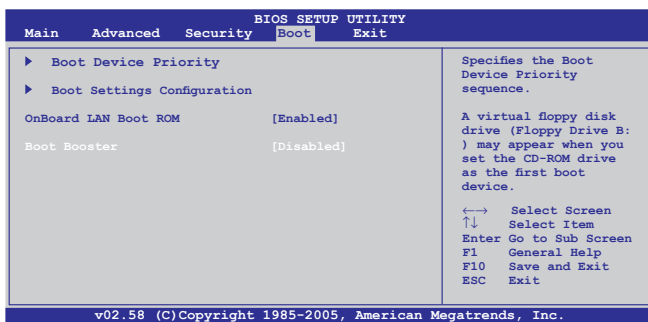 BIOS SETUP UTILITY
Main Advanced Security Boot Exit
Boot Device Priority
Boot Settings Configuration
OnBoard LAN Boot ROM [Enabled]
Boot Booster [Disabled]
Specifies the Boot
Device Priority
sequence.
A virtual floppy disk
drive (Floppy Drive B:
) may appear when you
set the CD-ROM drive
as the first boot
device.
←→ Select Screen
↑↓ Select Item
Enter Go to Sub Screen
F1 General Help
F10 Save and Exit
ESC Exit
v02.58 (C)Copyright 1985-2005, American Megatrends, Inc.